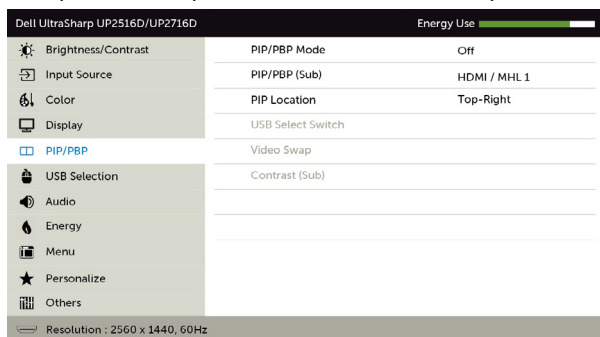 Dell UltraSharp UP2516D/UP2716D Energy Use
Brightness/Contrast PIP/PBP Mode Off
Input Source PIP/PBP (Sub) HDMI / MHL 1
Color PIP Location Top-Right
Display USB Select Switch
PIP/PBP Video Swap
USB Selection Contrast (Sub)
Audio
Energy
Menu
Personalize
Others
Resolution : 2560 x 1440, 60Hz